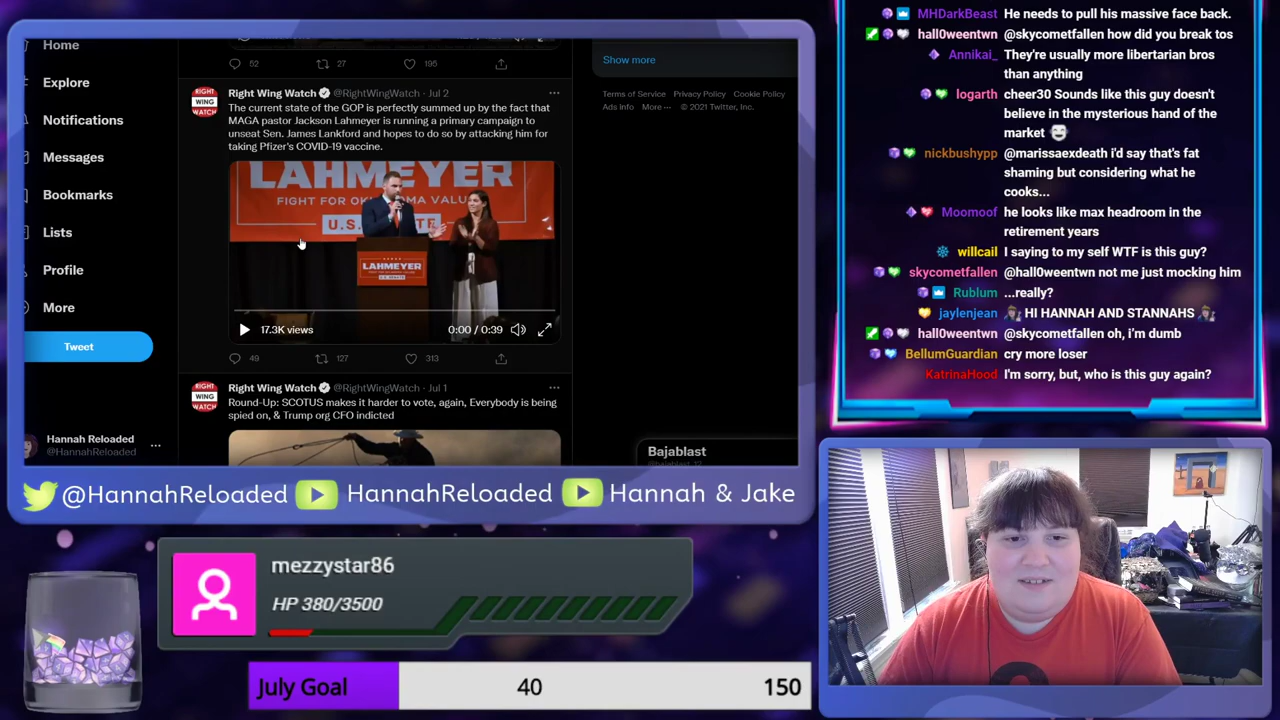 Home
Explore
Notifications
Messages
Bookmarks
Lists
Profile
More
Tweet
Hannah Reloaded
@HannahReloaded
52
27
195
Right Wing Watch @RightWingWatch · Jul 2
The current state of the GOP is perfectly summed up by the fact that
MAGA pastor Jackson Lahmeyer is running a primary campaign to
unseat Sen. James Lankford and hopes to do so by attacking him for
taking Pfizer's COVID-19 vaccine.
LAHMEYER
FIGHT FOR
U.S.
LAHMEYER
17.3K views
0:00 / 0:39
49
127
313
Right Wing Watch @RightWingWatch · Jul 1
Round-Up: SCOTUS makes it harder to vote, again, Everybody is being
spied on, & Trump org CFO indicted
Show more
Terms of Service Privacy Policy Cookie Policy
Ads info More ··· © 2021 Twitter, Inc.
Bajablast
@HannahReloaded HannahReloaded Hannah & Jake
mezzystar86
HP 380/3500
July Goal 40 150
MHDarkBeast He needs to pull his massive face back.
hall0weentwn @skycometfallen how did you break tos
Annikai_ They're usually more libertarian bros
than anything
logarth cheer30 Sounds like this guy doesn't
believe in the mysterious hand of the
market
nickbushypp @marissaexdeath i'd say that's fat
shaming but considering what he
cooks...
Moomoof he looks like max headroom in the
retirement years
willcail I saying to my self WTF is this guy?
skycometfallen @hall0weentwn not me just mocking him
Rublum ...really?
jaylenjean HI HANNAH AND STANNAHS
hall0weentwn @skycometfallen oh, i'm dumb
BellumGuardian cry more loser
KatrinaHood I'm sorry, but, who is this guy again?